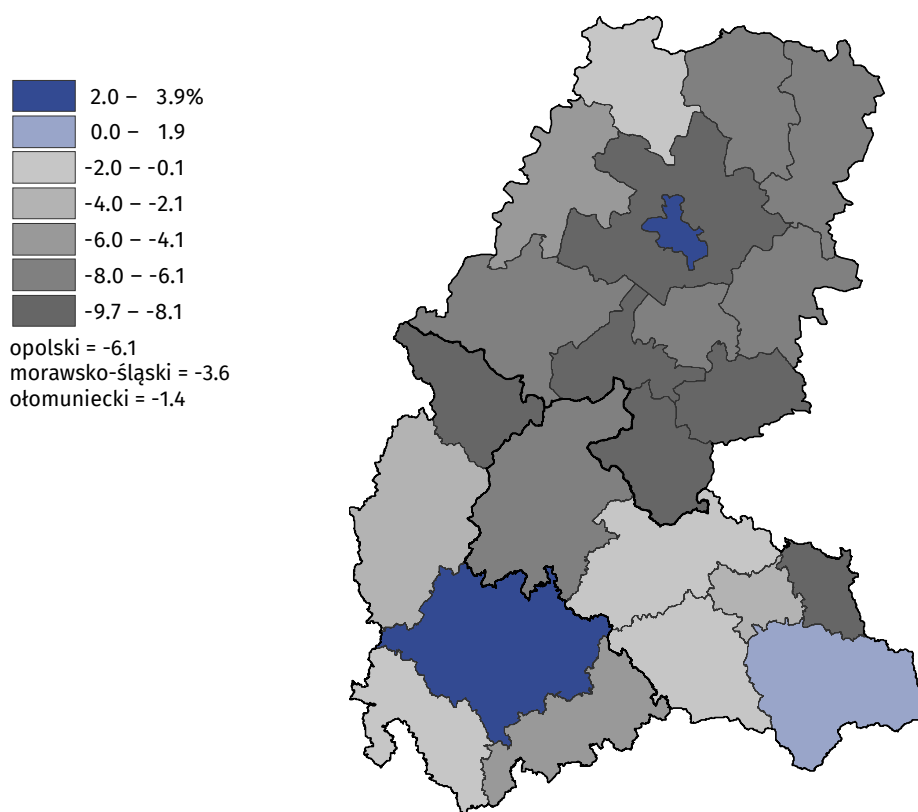 2.0 – 3.9%
0.0 – 1.9
-2.0 – -0.1
-4.0 – -2.1
-6.0 – -4.1
-8.0 – -6.1
-9.7 – -8.1
opolski = -6.1
morawsko-śląski = -3.6
ołomuniecki = -1.4